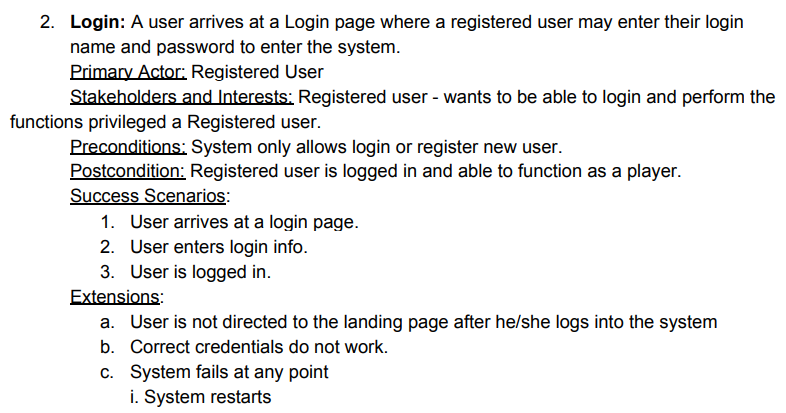 2. Login: A user arrives at a Login page where a registered user may enter their login
name and password to enter the system.
Primary Actor: Registered User
Stakeholders and Interests: Registered user - wants to be able to login and perform the
functions privileged a Registered user.
Preconditions: System only allows login or register new user.
Postcondition: Registered user is logged in and able to function as a player.
Success Scenarios:
1. User arrives at a login page.
2. User enters login info.
3. User is logged in.
Extensions:
a. User is not directed to the landing page after he/she logs into the system
b. Correct credentials do not work.
c. System fails at any point
i. System restarts